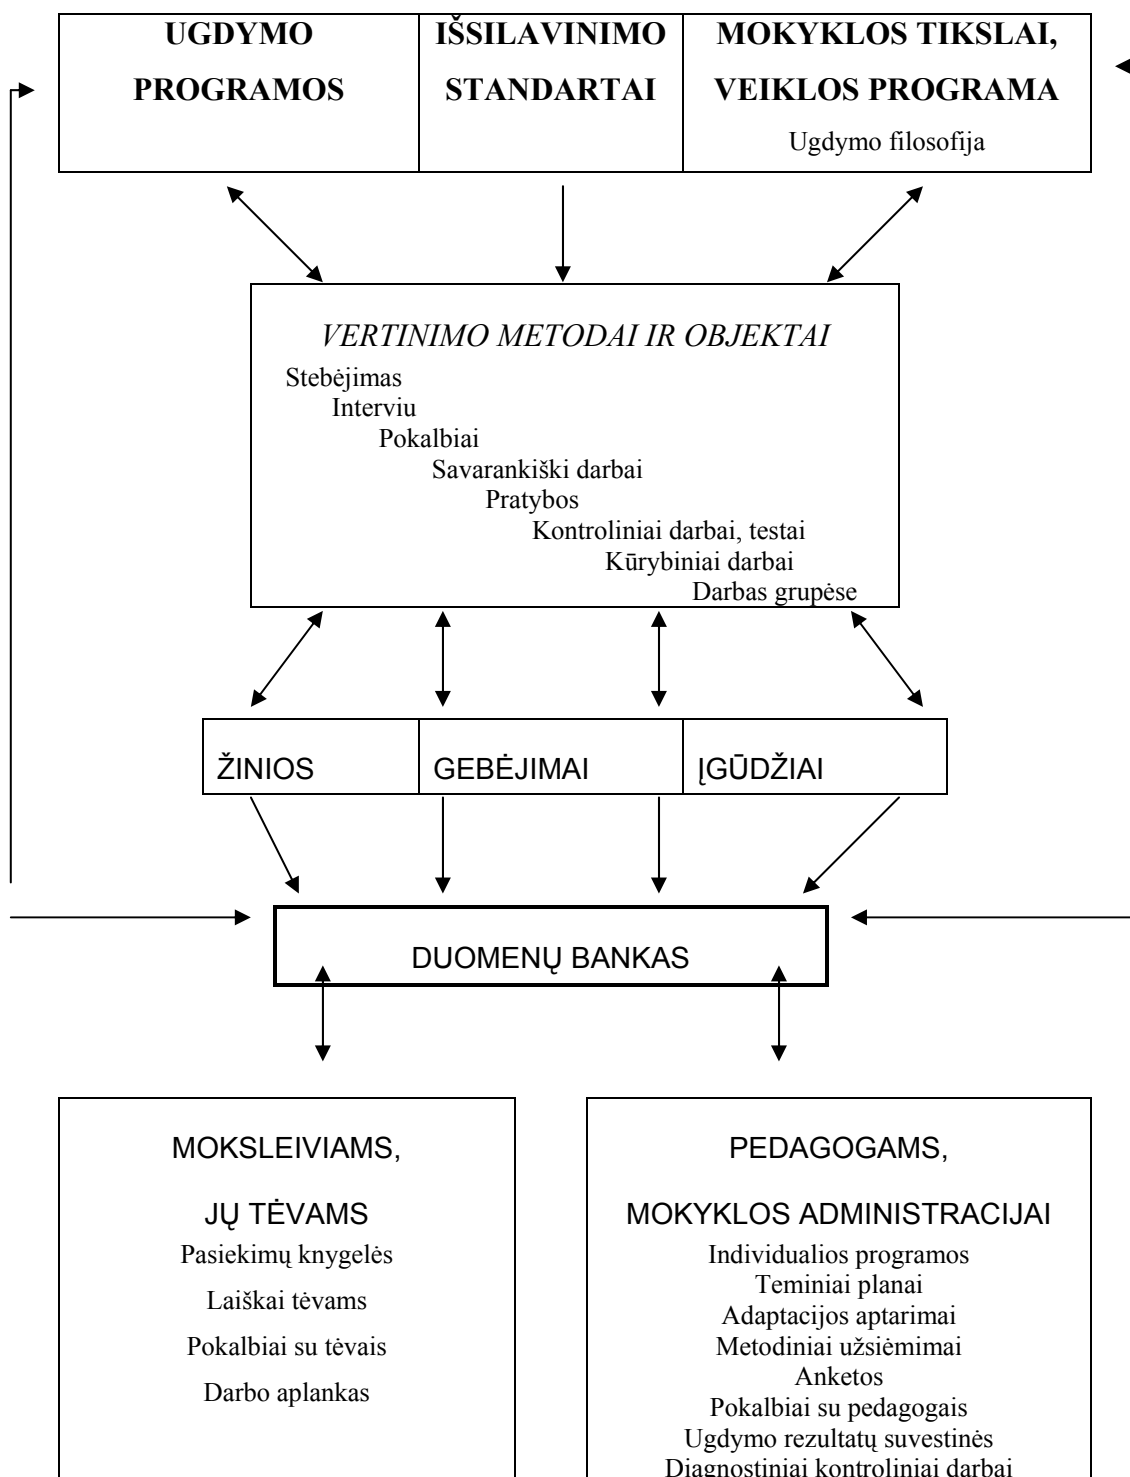 UGDYMO
PROGRAMOS
IŠSILAVINIMO
STANDARTAI
MOKYKLOS TIKSLAI,
VEIKLOS PROGRAMA
Ugdymo filosofija
VERTINIMO METODAI IR OBJEKTAI
Stebėjimas
Interviu
Pokalbiai
Savarankiški darbai
Pratybos
Kontroliniai darbai, testai
Kūrybiniai darbai
Darbas grupėse
ŽINIOS
GEBĖJIMAI
ĮGŪDŽIAI
DUOMENŲ BANKAS
MOKSLEIVIAMS,
JŲ TĖVAMS
Pasiekimų knygelės
Laiškai tėvams
Pokalbiai su tėvais
Darbo aplankas
PEDAGOGAMS,
MOKYKLOS ADMINISTRACIJAI
Individualios programos
Teminiai planai
Adaptacijos aptarimai
Metodiniai užsiėmimai
Anketos
Pokalbiai su pedagogais
Ugdymo rezultatų suvestinės
Diagnostiniai kontroliniai darbai